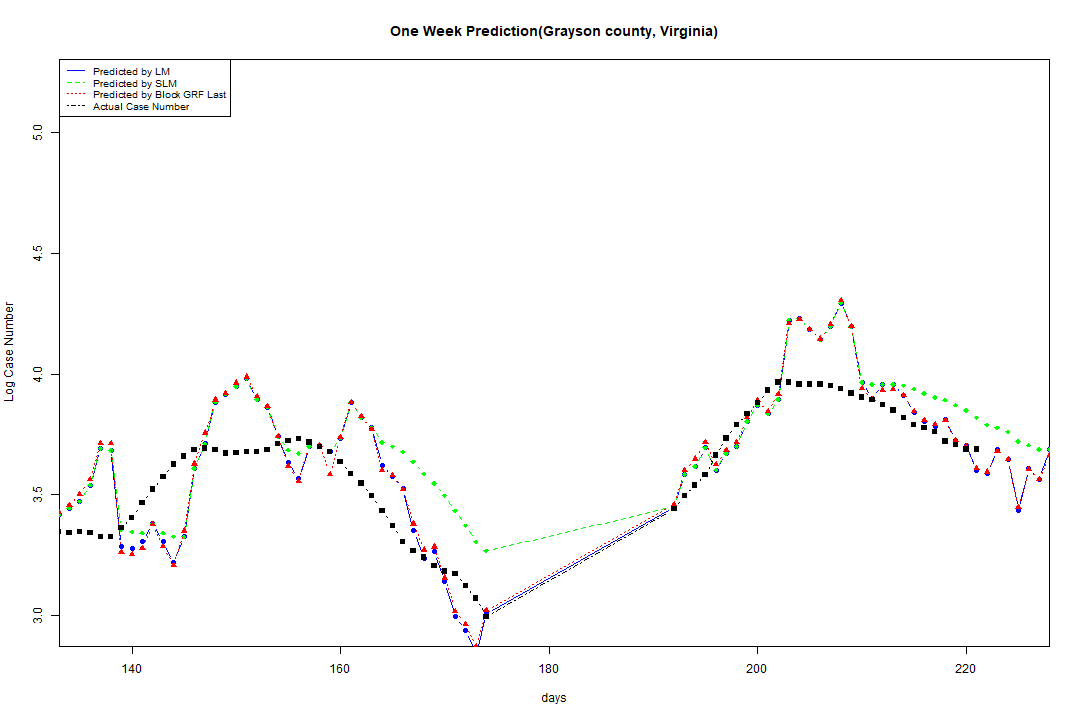 One Week Prediction(Grayson county, Virginia)
Predicted by LM
Predicted by SLM
Predicted by Block GRF Last
Actual Case Number
5.0
4.5
4.0
3.5
3.0
Log Case Number
140 160 180 200 220
days